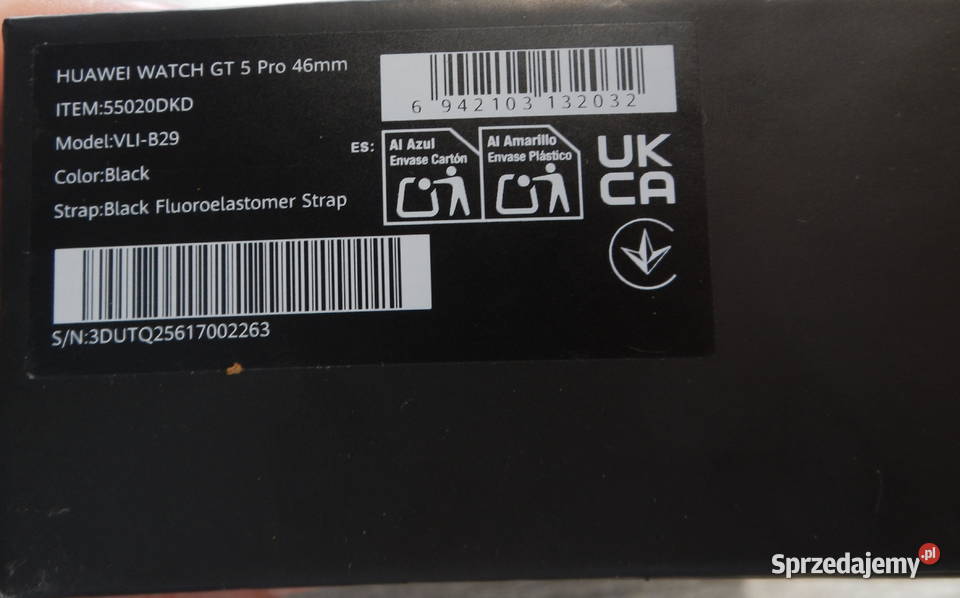 HUAWEI WATCH GT 5 Pro 46mm
ITEM:55020DKD
Model:VLI-B29
Color:Black
Strap:Black Fluoroelastomer Strap
S/N:3DUTQ25617002263
6 942103 132032
ES:
Al Azul
Envase Cartón
Al Amarillo
Envase Plástico
UK
CA
Sprzedajemy.pl